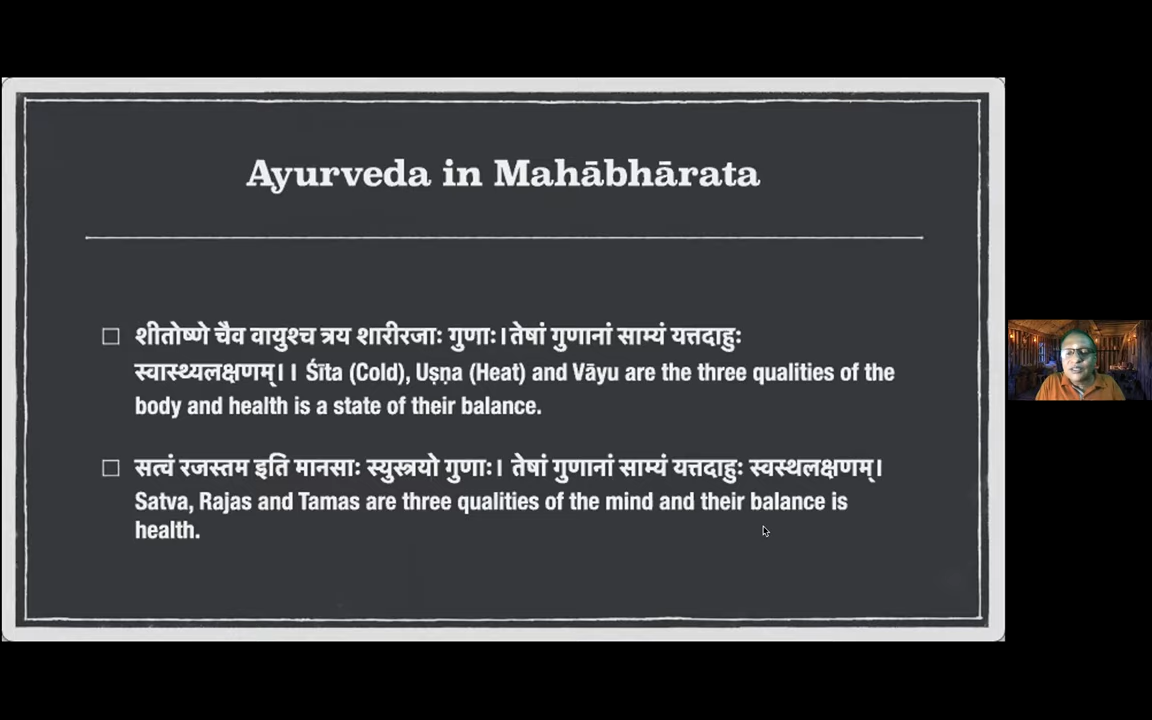 Ayurveda in Mahābhārata
शीतोष्णे चैव वायुश्च त्रय शारीरजाः गुणाः। तेषां गुणानां साम्यं यत्तदाहुः
स्वास्थ्यलक्षणम्।। Śīta (Cold), Uṣṇa (Heat) and Vāyu are the three qualities of the
body and health is a state of their balance.
सत्वं रजस्तम इति मानसाः स्युस्त्रयो गुणाः। तेषां गुणानां साम्यं यत्तदाहुः स्वस्थलक्षणम्।
Satva, Rajas and Tamas are three qualities of the mind and their balance is
health.